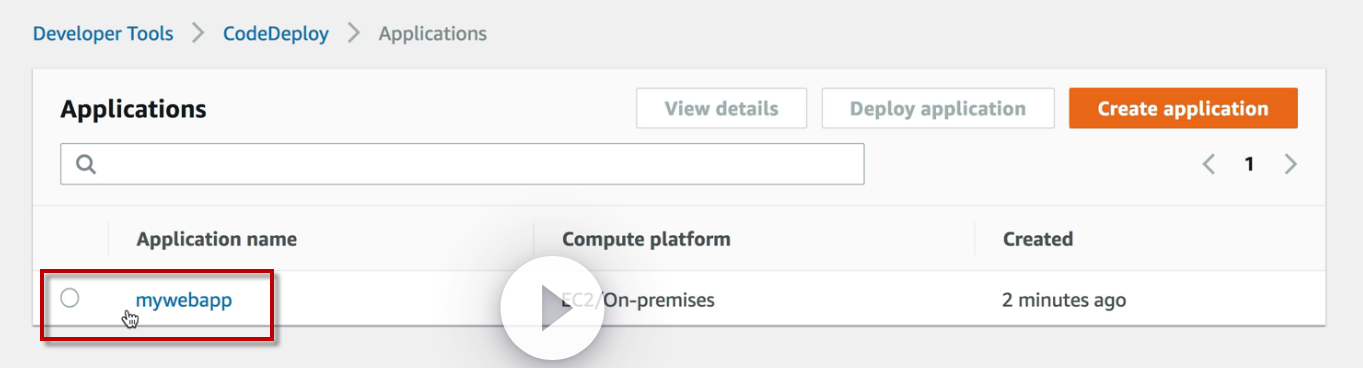 Developer Tools > CodeDeploy > Applications
Applications
View details
Deploy application
Create application
< 1 >
Application name
Compute platform
Created
mywebapp
EC2/On-premises
2 minutes ago